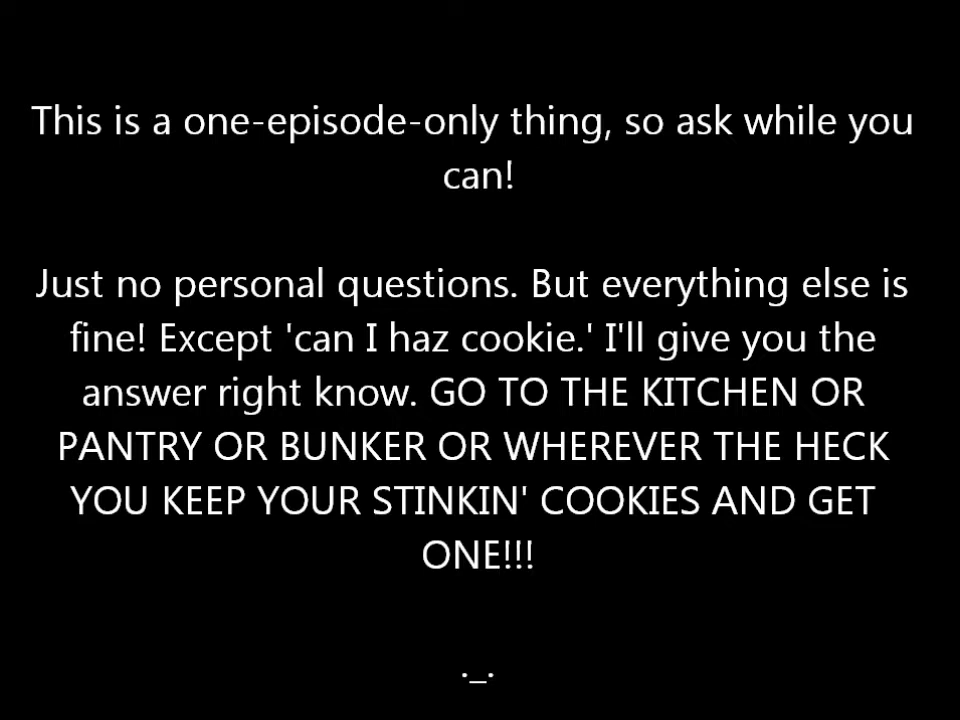 This is a one-episode-only thing, so ask while you
can!
Just no personal questions. But everything else is
fine! Except 'can I haz cookie.' I'll give you the
answer right know. GO TO THE KITCHEN OR
PANTRY OR BUNKER OR WHEREVER THE HECK
YOU KEEP YOUR STINKIN' COOKIES AND GET
ONE!!!
._.